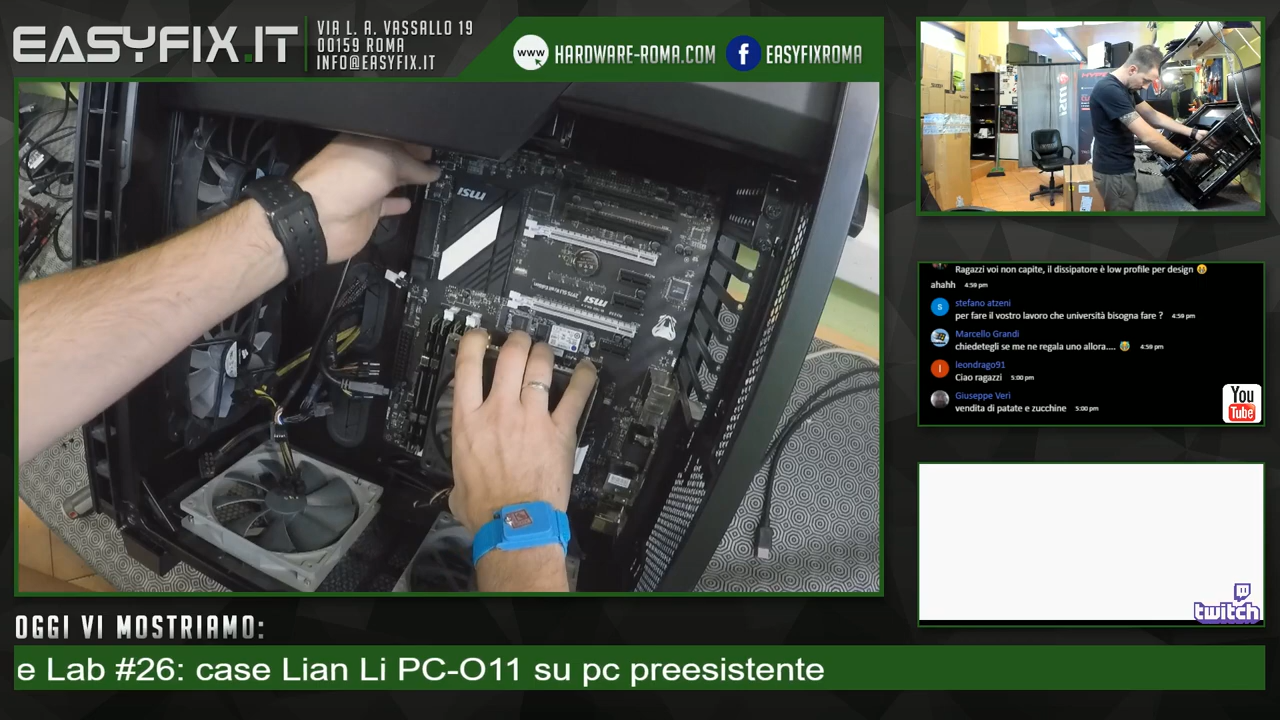 EASYFIX.IT
VIA L. A. VASSALLO 19
00159 ROMA
INFO@EASYFIX.IT
www
HARDWARE-ROMA.COM
f
EASYFIXROMA
msi
msi
Ragazzi voi non capite, il dissipatore è low profile per design
ahahh 4:59 pm
S
stefano atzeni
per fare il vostro lavoro che università bisogna fare ? 4:59 pm
Marcello Grandi
chiedetegli se me ne regala uno allora.... 4:59 pm
leondrago91
Ciao ragazzi 5:00 pm
Giuseppe Verì
vendita di patate e zucchine 5:00 pm
You
Tube
twitch
OGGI VI MOSTRIAMO:
e Lab #26: case Lian Li PC-O11 su pc preesistente